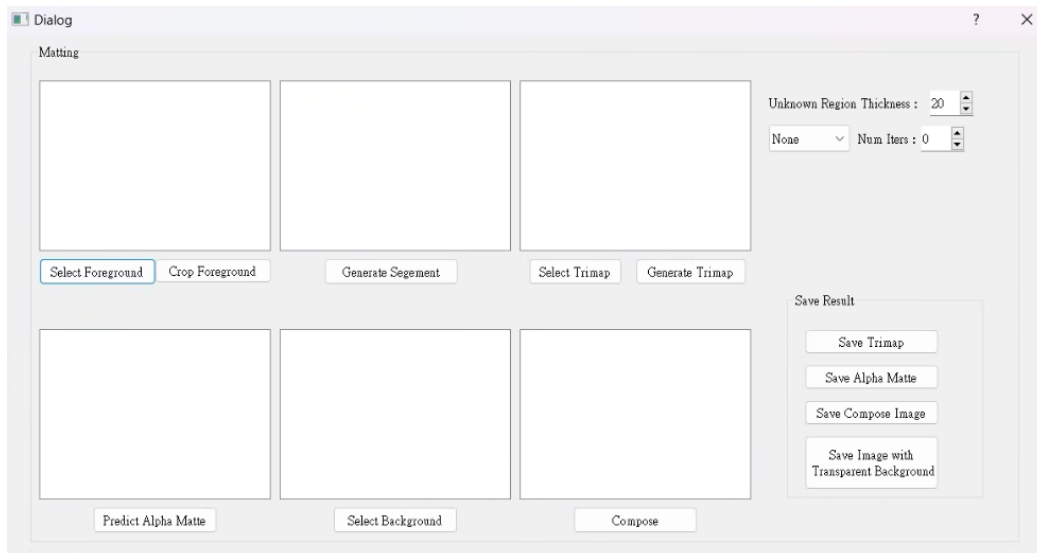 Dialog
?
Matting
Unknown Region Thickness : 20
None Num Iters : 0
Select Foreground Crop Foreground Generate Segement Select Trimap Generate Trimap
Save Result
Save Trimap
Save Alpha Matte
Save Compose Image
Save Image with
Transparent Background
Predict Alpha Matte Select Background Compose